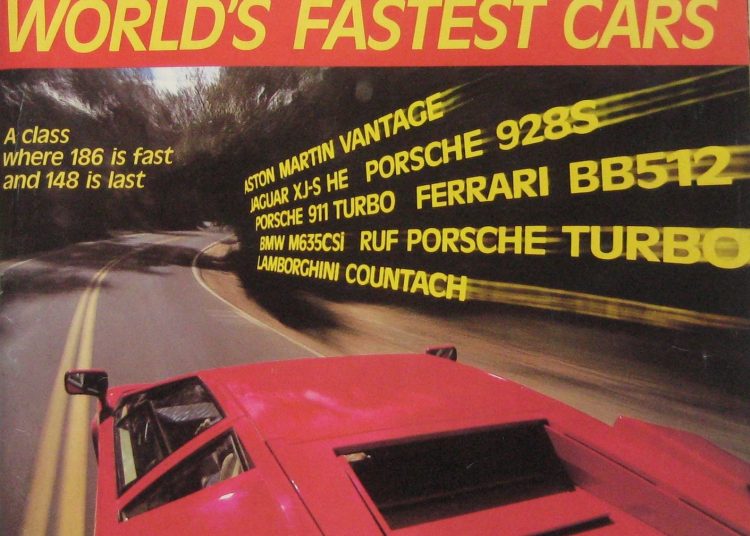 WORLD'S FASTEST CARS
A class
where 186 is fast
and 148 is last
ASTON MARTIN VANTAGE
JAGUAR XJ-S HE PORSCHE 928S
PORSCHE 911 TURBO FERRARI BB512
BMW M635CSi RUF PORSCHE TURBO
LAMBORGHINI COUNTACH